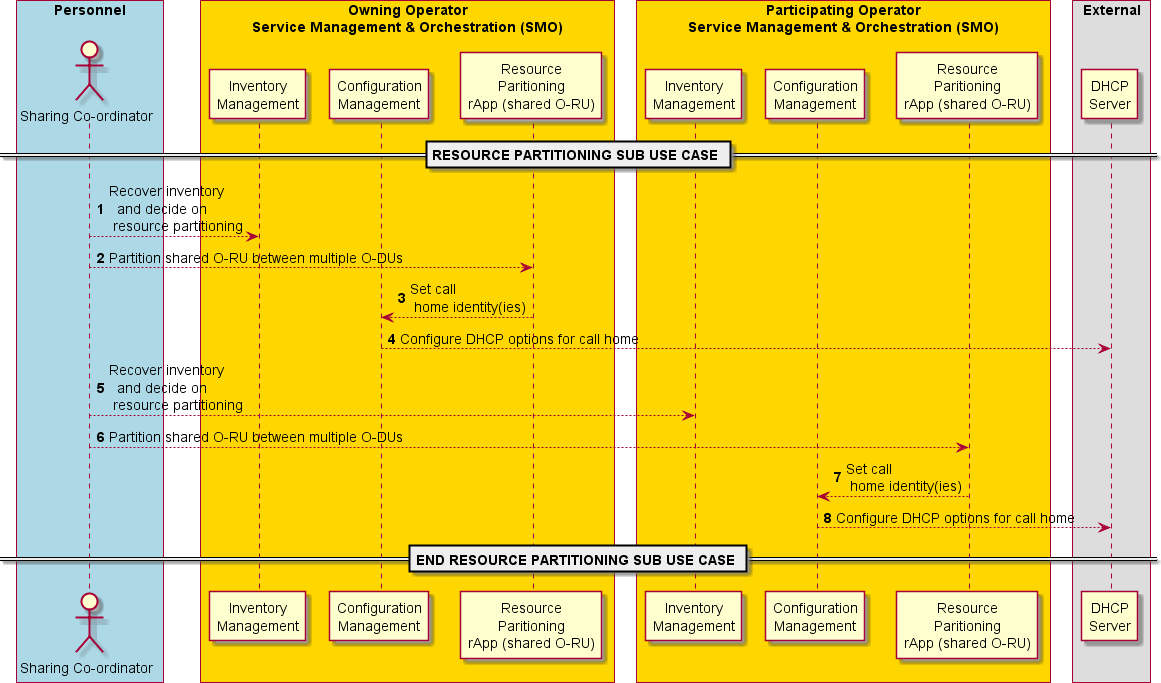 Personnel
Owning Operator
Service Management & Orchestration (SMO)
Participating Operator
Service Management & Orchestration (SMO)
External
Sharing Co-ordinator
Inventory
Management
Configuration
Management
Resource
Paritioning
rApp (shared O-RU)
Inventory
Management
Configuration
Management
Resource
Paritioning
rApp (shared O-RU)
DHCP
Server
RESOURCE PARTITIONING SUB USE CASE
1 Recover inventory
and decide on
resource partitioning
2 Partition shared O-RU between multiple O-DUs
3 Set call
home identity(ies)
4 Configure DHCP options for call home
5 Recover inventory
and decide on
resource partitioning
6 Partition shared O-RU between multiple O-DUs
7 Set call
home identity(ies)
8 Configure DHCP options for call home
END RESOURCE PARTITIONING SUB USE CASE
Sharing Co-ordinator
Inventory
Management
Configuration
Management
Resource
Paritioning
rApp (shared O-RU)
Inventory
Management
Configuration
Management
Resource
Paritioning
rApp (shared O-RU)
DHCP
Server